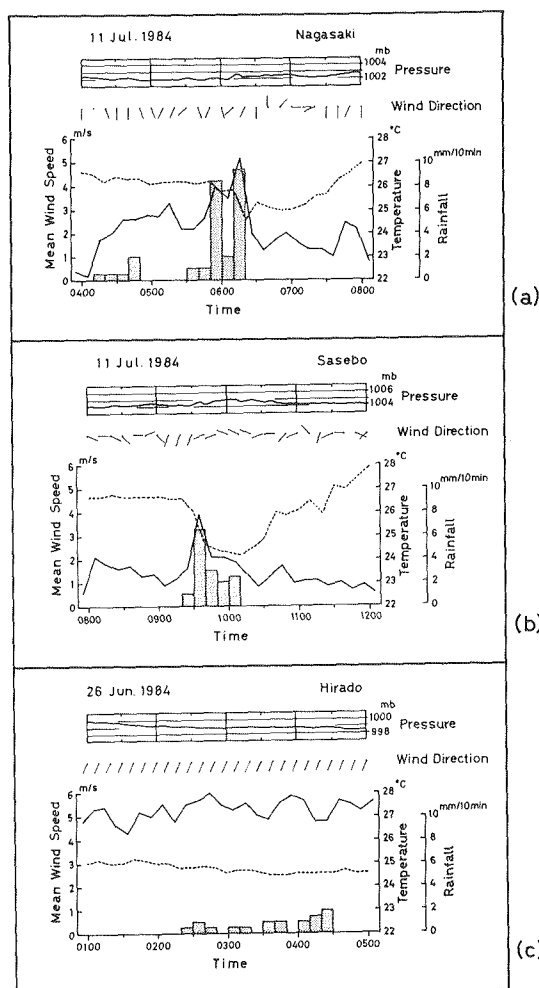 11 Jul. 1984 Nagasaki
mb
1004
1002
Pressure
Wind Direction
m/s
6
5
4
3
2
1
0
Mean Wind Speed
°C
28
27
26
25
24
23
22
Temperature
mm/10min
10
8
6
4
2
0
Rainfall
0400 0500 0600 0700 0800
Time
(a)
11 Jul. 1984 Sasebo
mb
1006
1004
Pressure
Wind Direction
m/s
6
5
4
3
2
1
0
Mean Wind Speed
°C
28
27
26
25
24
23
22
Temperature
mm/10min
10
8
6
4
2
0
Rainfall
0800 0900 1000 1100 1200
Time
(b)
26 Jun. 1984 Hirado
mb
1000
998
Pressure
Wind Direction
m/s
6
5
4
3
2
1
0
Mean Wind Speed
°C
28
27
26
25
24
23
22
Temperature
mm/10min
10
8
6
4
2
0
Rainfall
0100 0200 0300 0400 0500
Time
(c)